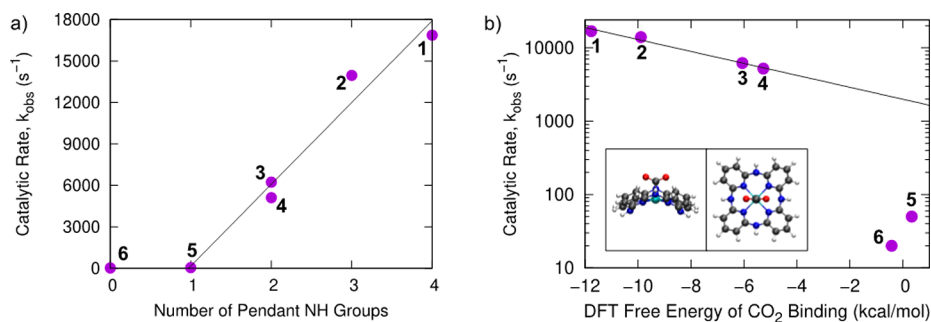 a)
Catalytic Rate, k_obs (s⁻¹)
18000
15000
12000
9000
6000
3000
0
1
2
3
4
5
6
0 1 2 3 4
Number of Pendant NH Groups
b)
Catalytic Rate, k_obs (s⁻¹)
10000
1000
100
10
1
2
3
4
5
6
−12 −10 −8 −6 −4 −2 0
DFT Free Energy of CO₂ Binding (kcal/mol)